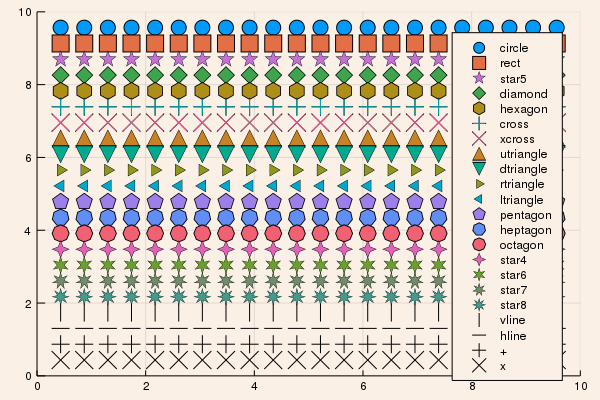 10
8
6
4
2
0
0
2
4
6
8
10
circle
rect
star5
diamond
hexagon
cross
xcross
utriangle
dtriangle
rtriangle
ltriangle
pentagon
heptagon
octagon
star4
star6
star7
star8
vline
hline
+
x